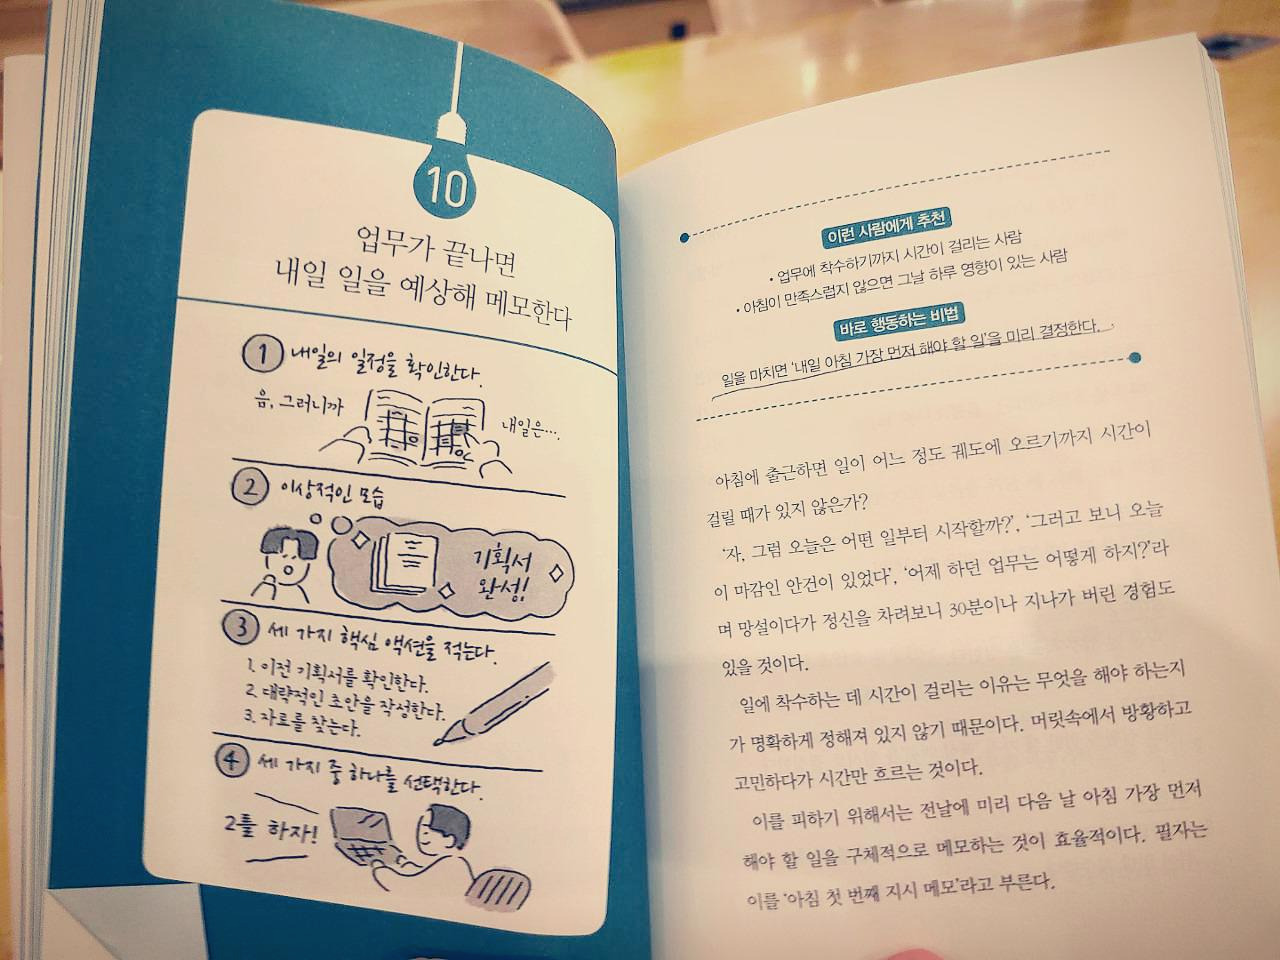 10
업무가 끝나면
내일 일을 예상해 메모한다
1 내일의 일정을 확인한다.
음, 그러니까
내일은….
2 이상적인 모습
기획서
완성!
3 세 가지 핵심 액션을 적는다.
1. 이전 기획서를 확인한다.
2. 대략적인 초안을 작성한다.
3. 자료를 찾는다.
4 세 가지 중 하나를 선택한다.
2를 하자!
이런 사람에게 추천
• 업무에 착수하기까지 시간이 걸리는 사람
• 아침이 만족스럽지 않으면 그날 하루 영향이 있는 사람
바로 행동하는 비법
일을 마치면 '내일 아침 가장 먼저 해야 할 일'을 미리 결정한다.
아침에 출근하면 일이 어느 정도 궤도에 오르기까지 시간이
걸릴 때가 있지 않은가?
'자, 그럼 오늘은 어떤 일부터 시작할까?', '그러고 보니 오늘
이 마감인 안건이 있었다', '어제 하던 업무는 어떻게 하지?'라
며 망설이다가 정신을 차려보니 30분이나 지나가 버린 경험도
있을 것이다.
일에 착수하는 데 시간이 걸리는 이유는 무엇을 해야 하는지
가 명확하게 정해져 있지 않기 때문이다. 머릿속에서 방황하고
고민하다가 시간만 흐르는 것이다.
이를 피하기 위해서는 전날에 미리 다음 날 아침 가장 먼저
해야 할 일을 구체적으로 메모하는 것이 효율적이다. 필자는
이를 '아침 첫 번째 지시 메모'라고 부른다.